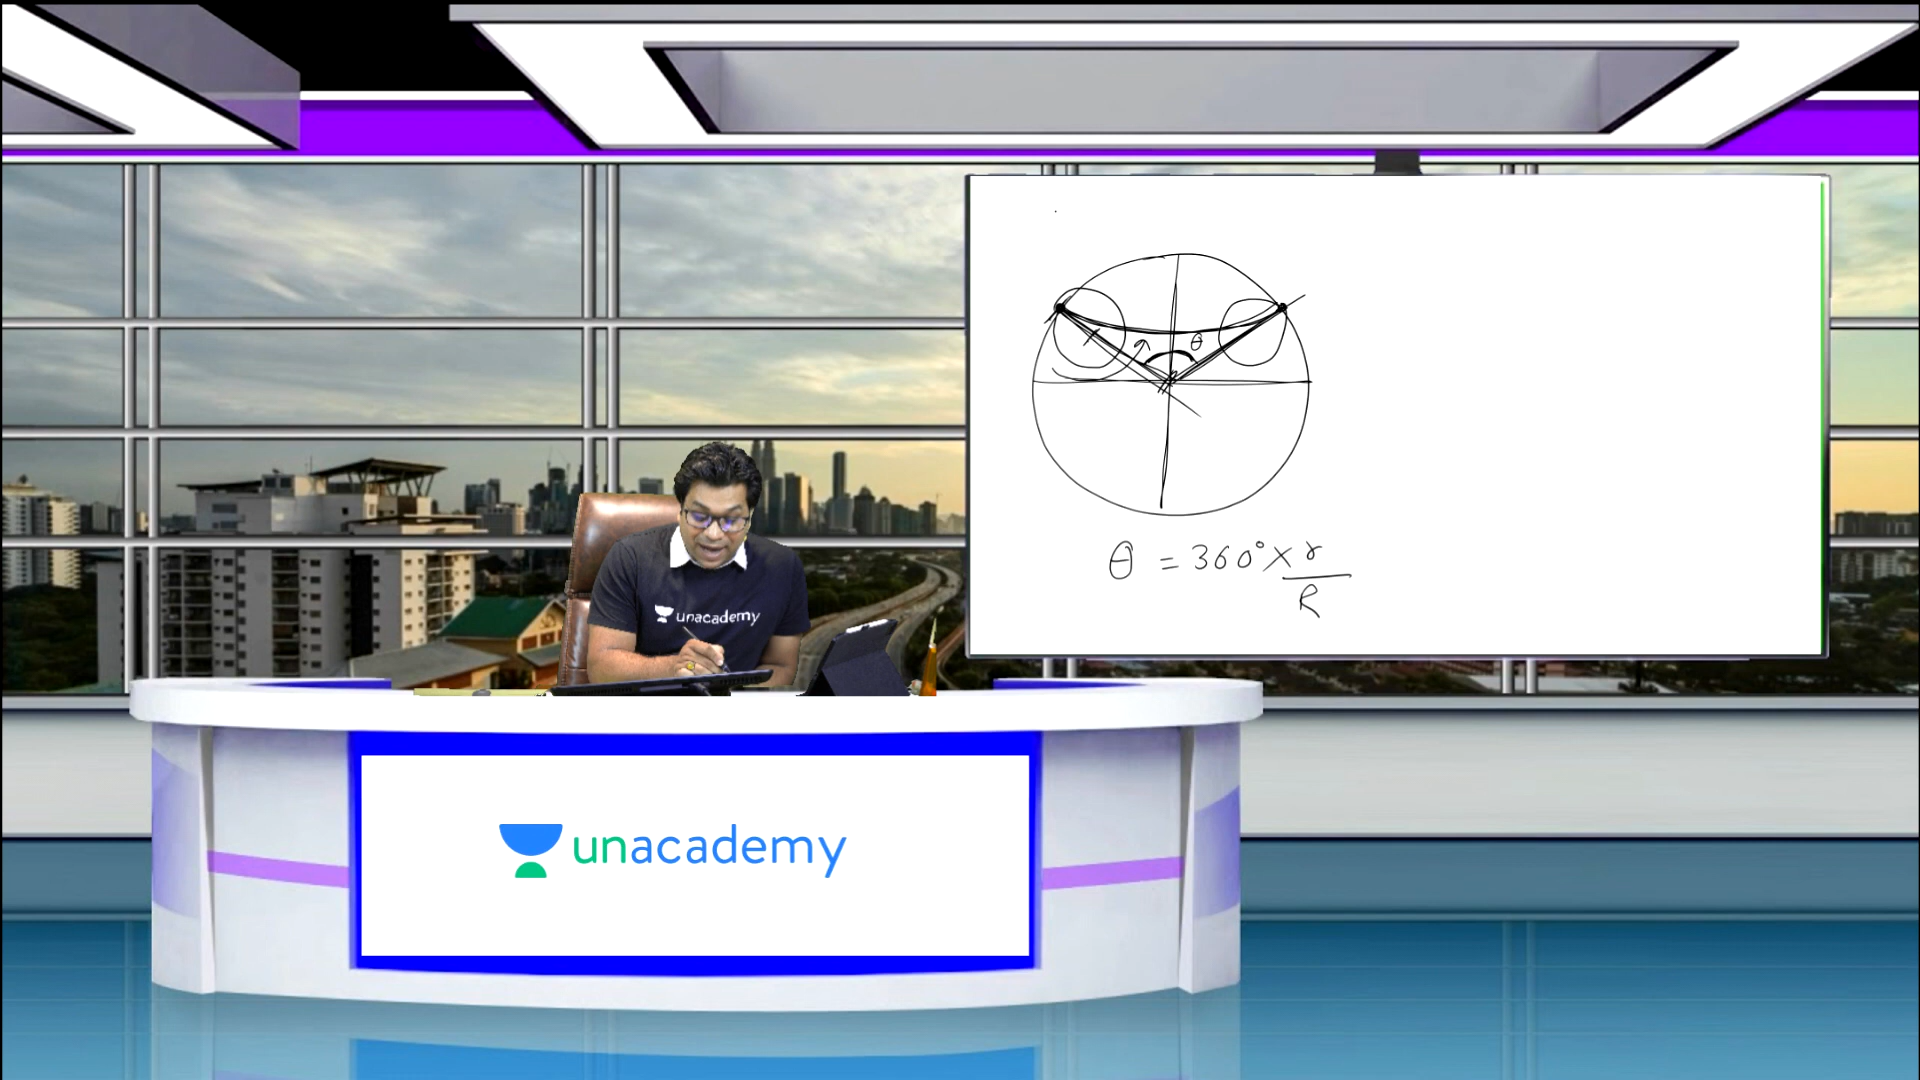 θ
θ = 360° × r
R
unacademy
unacademy